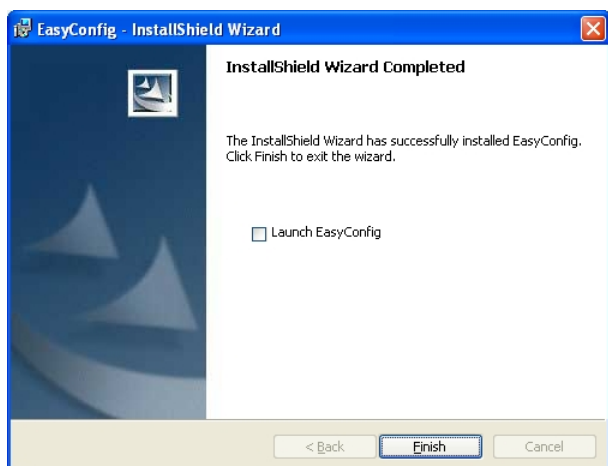 EasyConfig - InstallShield Wizard
InstallShield Wizard Completed
The InstallShield Wizard has successfully installed EasyConfig.
Click Finish to exit the wizard.
Launch EasyConfig
< Back
Finish
Cancel